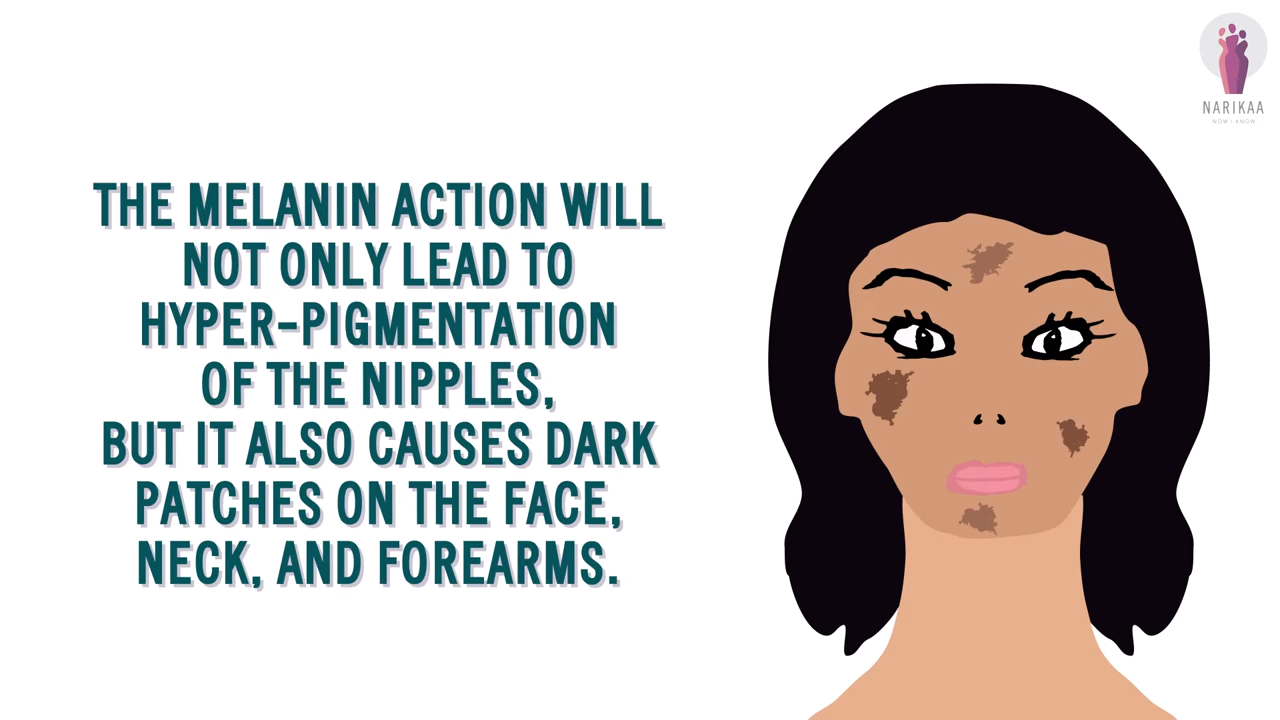 THE MELANIN ACTION WILL
NOT ONLY LEAD TO
HYPER-PIGMENTATION
OF THE NIPPLES,
BUT IT ALSO CAUSES DARK
PATCHES ON THE FACE,
NECK, AND FOREARMS.
NARIKAA
NOW I KNOW